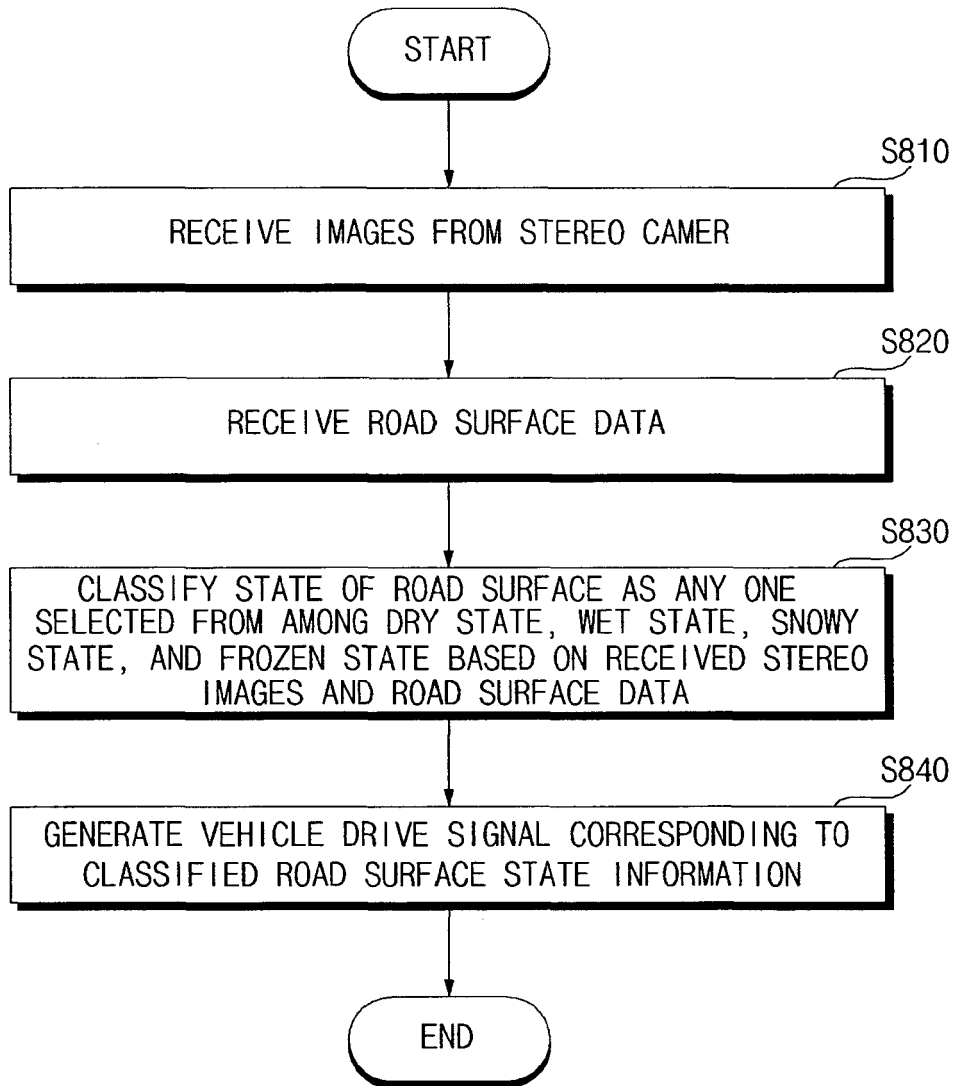 START
S810
RECEIVE IMAGES FROM STEREO CAMER
S820
RECEIVE ROAD SURFACE DATA
S830
CLASSIFY STATE OF ROAD SURFACE AS ANY ONE
SELECTED FROM AMONG DRY STATE, WET STATE, SNOWY
STATE, AND FROZEN STATE BASED ON RECEIVED STEREO
IMAGES AND ROAD SURFACE DATA
S840
GENERATE VEHICLE DRIVE SIGNAL CORRESPONDING TO
CLASSIFIED ROAD SURFACE STATE INFORMATION
END